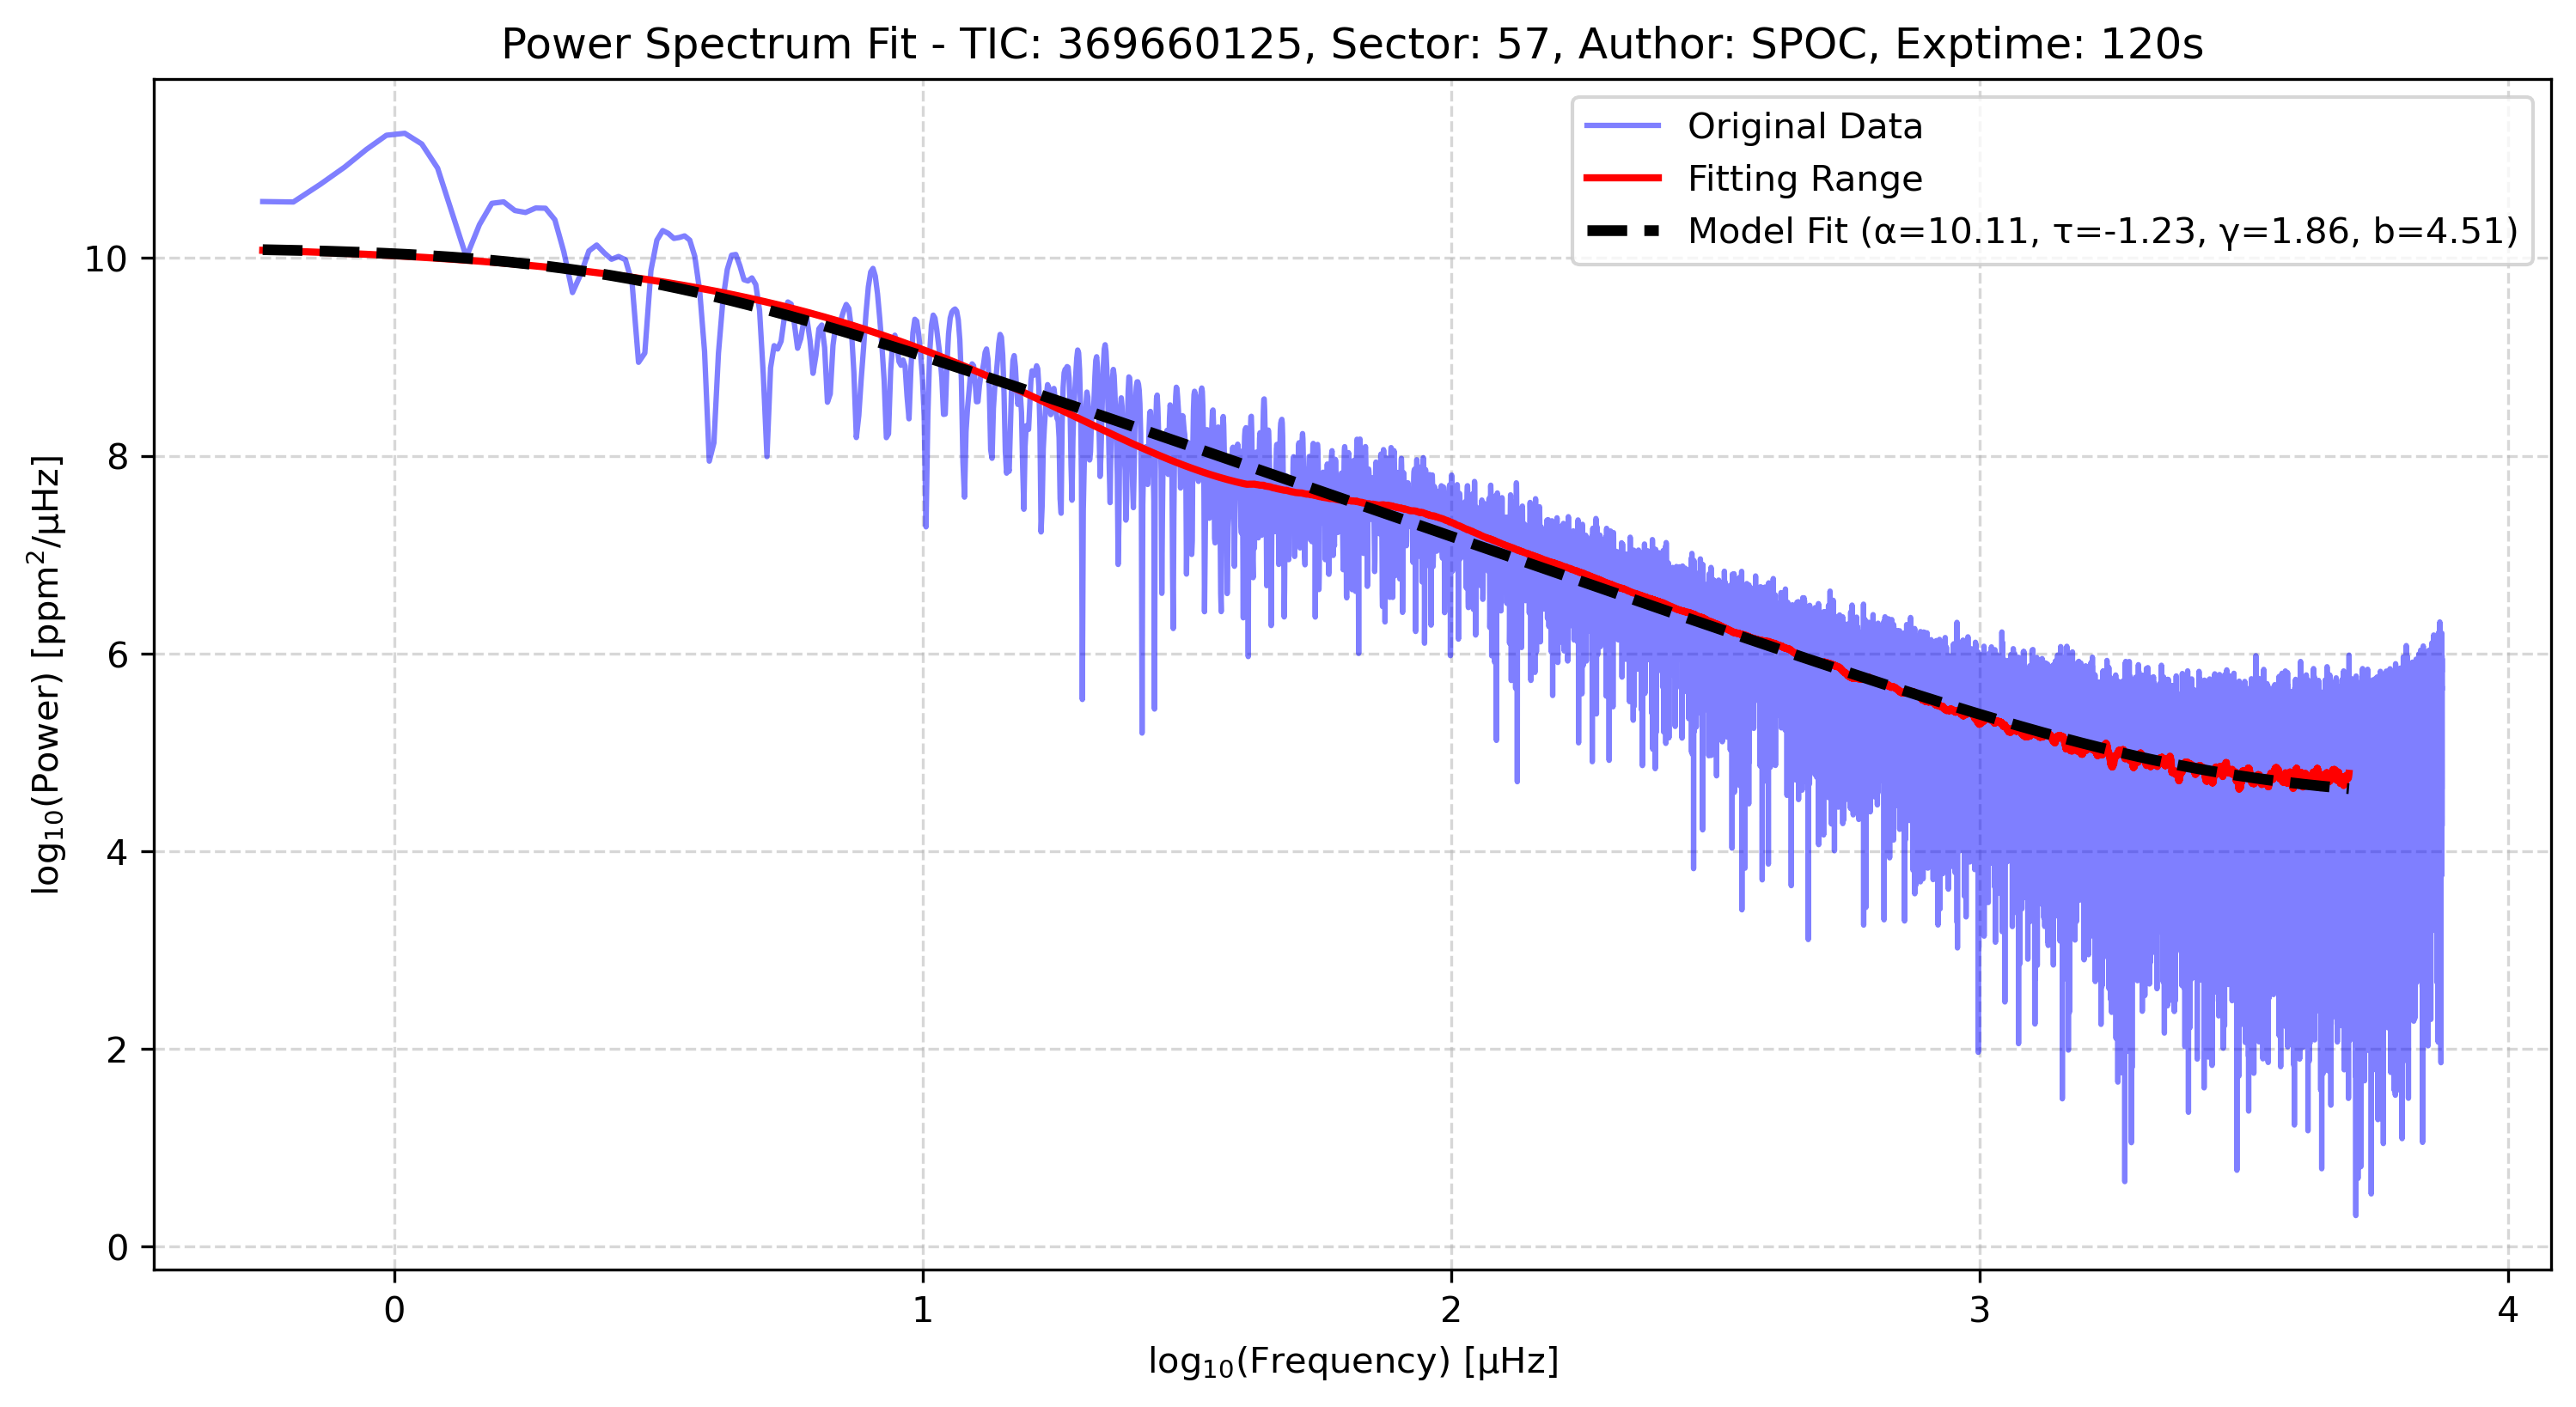 Power Spectrum Fit - TIC: 369660125, Sector: 57, Author: SPOC, Exptime: 120s
Original Data
Fitting Range
Model Fit (α=10.11, τ=-1.23, γ=1.86, b=4.51)
log₁₀(Power) [ppm²/μHz]
10
8
6
4
2
0
0 1 2 3 4
log₁₀(Frequency) [μHz]